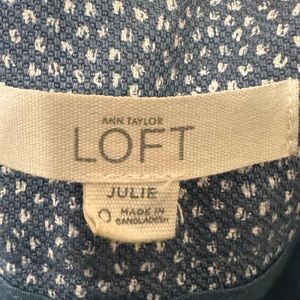 ANN TAYLOR
LOFT
JULIE
0 MADE IN
BANGLADESH